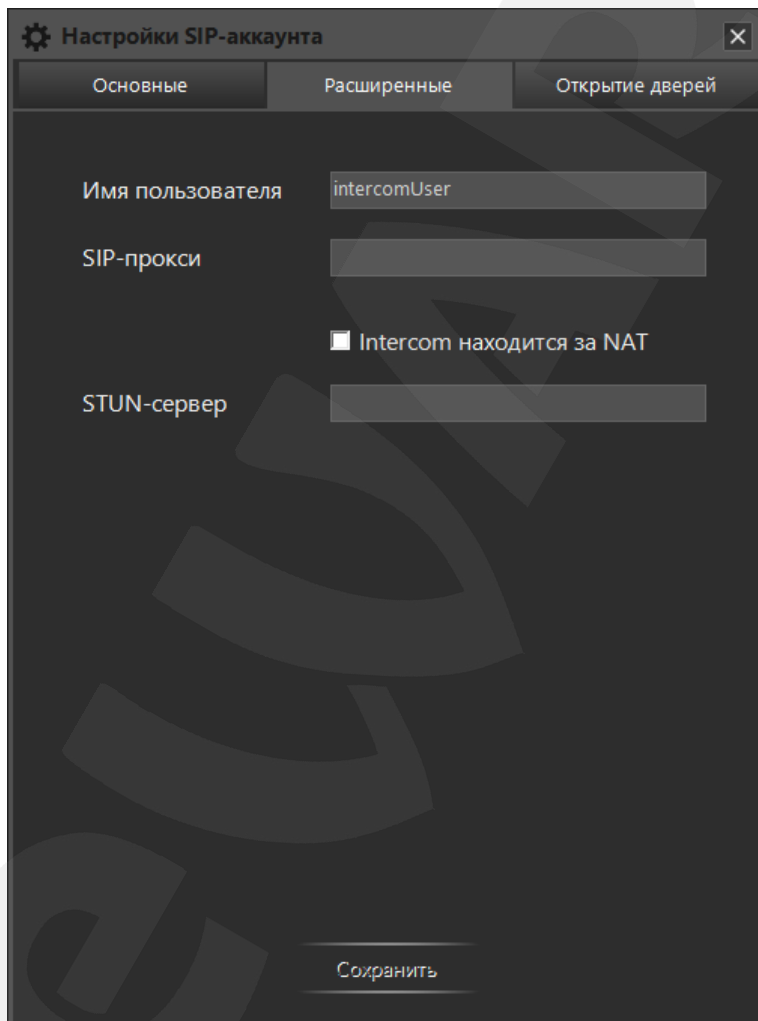 Настройки SIP-аккаунта
Основные Расширенные Открытие дверей
Имя пользователя intercomUser
SIP-прокси
Intercom находится за NAT
STUN-сервер
Сохранить